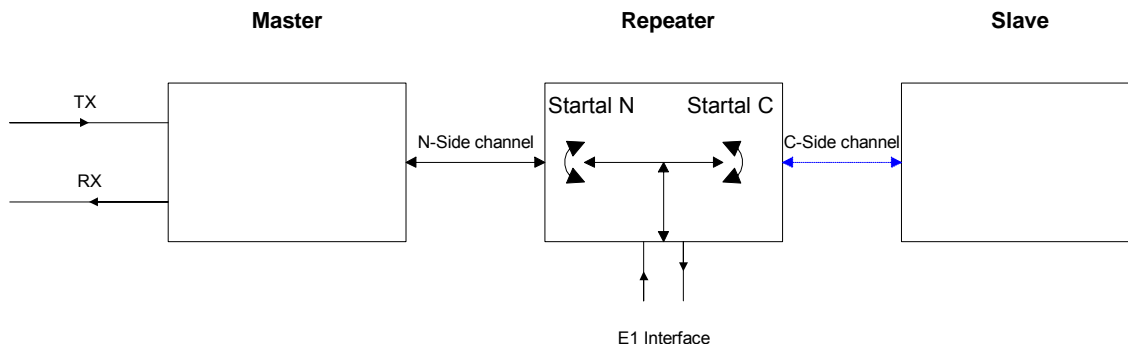 Master
Repeater
Slave
TX
Startal N
Startal C
N-Side channel
C-Side channel
RX
E1 Interface